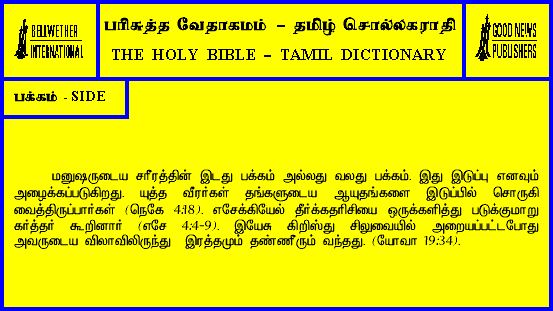 BELLWETHER
INTERNATIONAL
பரிசுத்த வேதாகமம் – தமிழ் சொல்லகராதி
THE HOLY BIBLE – TAMIL DICTIONARY
GOOD NEWS
PUBLISHERS
பக்கம் - SIDE
மனுஷருடைய சரீரத்தின் இடது பக்கம் அல்லது வலது பக்கம். இது இடுப்பு எனவும்
அழைக்கப்படுகிறது. யுத்த வீரர்கள் தங்களுடைய ஆயுதங்களை இடுப்பில் சொருகி
வைத்திருப்பார்கள் (நெகே 4:18). எசேக்கியேல் தீர்க்கதரிசியை ஒருக்களித்து படுக்குமாறு
கர்த்தர் கூறினார் (எசே 4:4-9). இயேசு கிறிஸ்து சிலுவையில் அறையப்பட்டபோது
அவருடைய விலாவிலிருந்து இரத்தமும் தண்ணீரும் வந்தது. (யோவா 19:34).